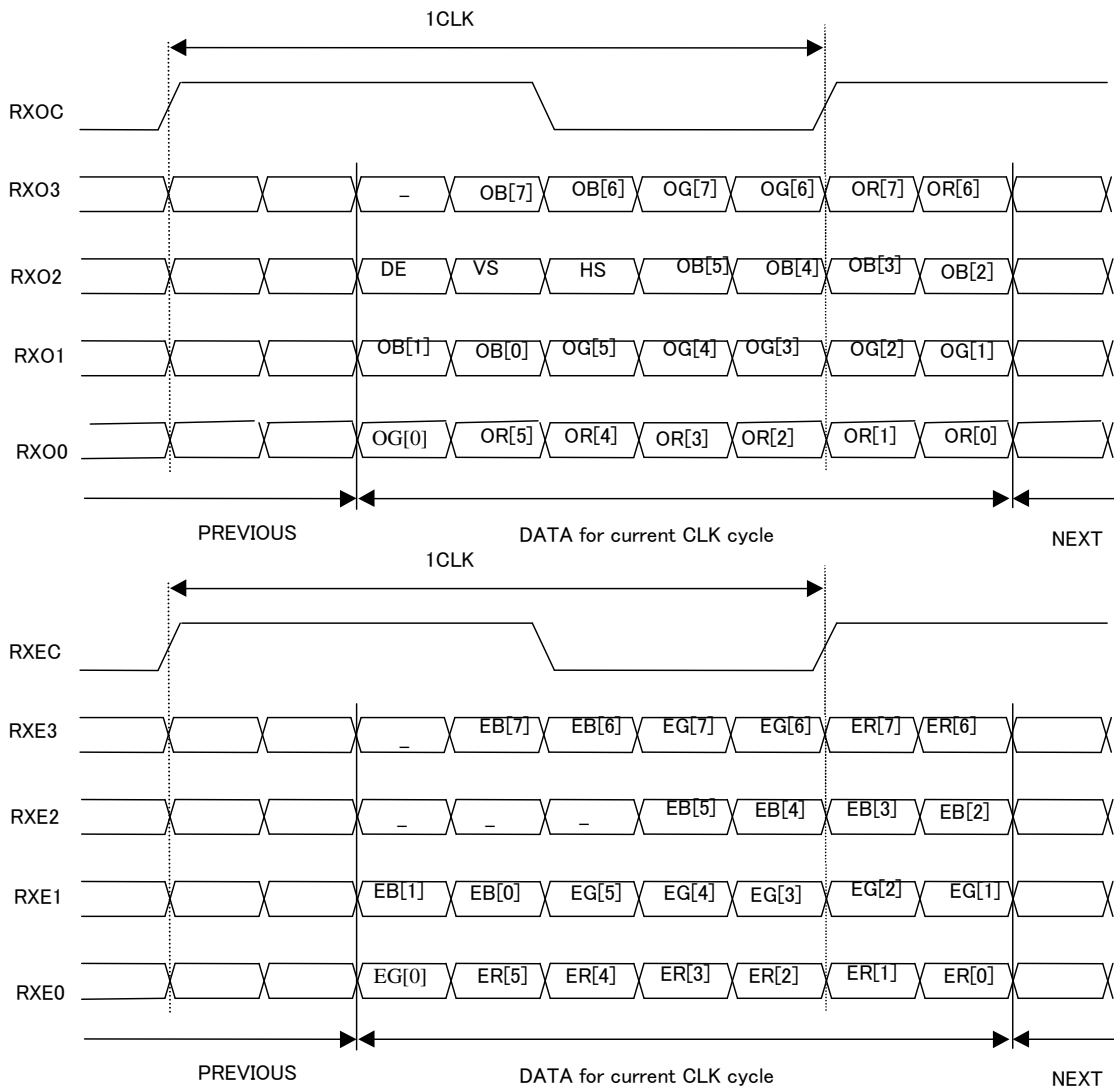 1CLK
RXOC
RXO3 _ OB[7] OB[6] OG[7] OG[6] OR[7] OR[6]
RXO2 DE VS HS OB[5] OB[4] OB[3] OB[2]
RXO1 OB[1] OB[0] OG[5] OG[4] OG[3] OG[2] OG[1]
RXO0 OG[0] OR[5] OR[4] OR[3] OR[2] OR[1] OR[0]
PREVIOUS DATA for current CLK cycle NEXT
1CLK
RXEC
RXE3 _ EB[7] EB[6] EG[7] EG[6] ER[7] ER[6]
RXE2 _ _ _ EB[5] EB[4] EB[3] EB[2]
RXE1 EB[1] EB[0] EG[5] EG[4] EG[3] EG[2] EG[1]
RXE0 EG[0] ER[5] ER[4] ER[3] ER[2] ER[1] ER[0]
PREVIOUS DATA for current CLK cycle NEXT